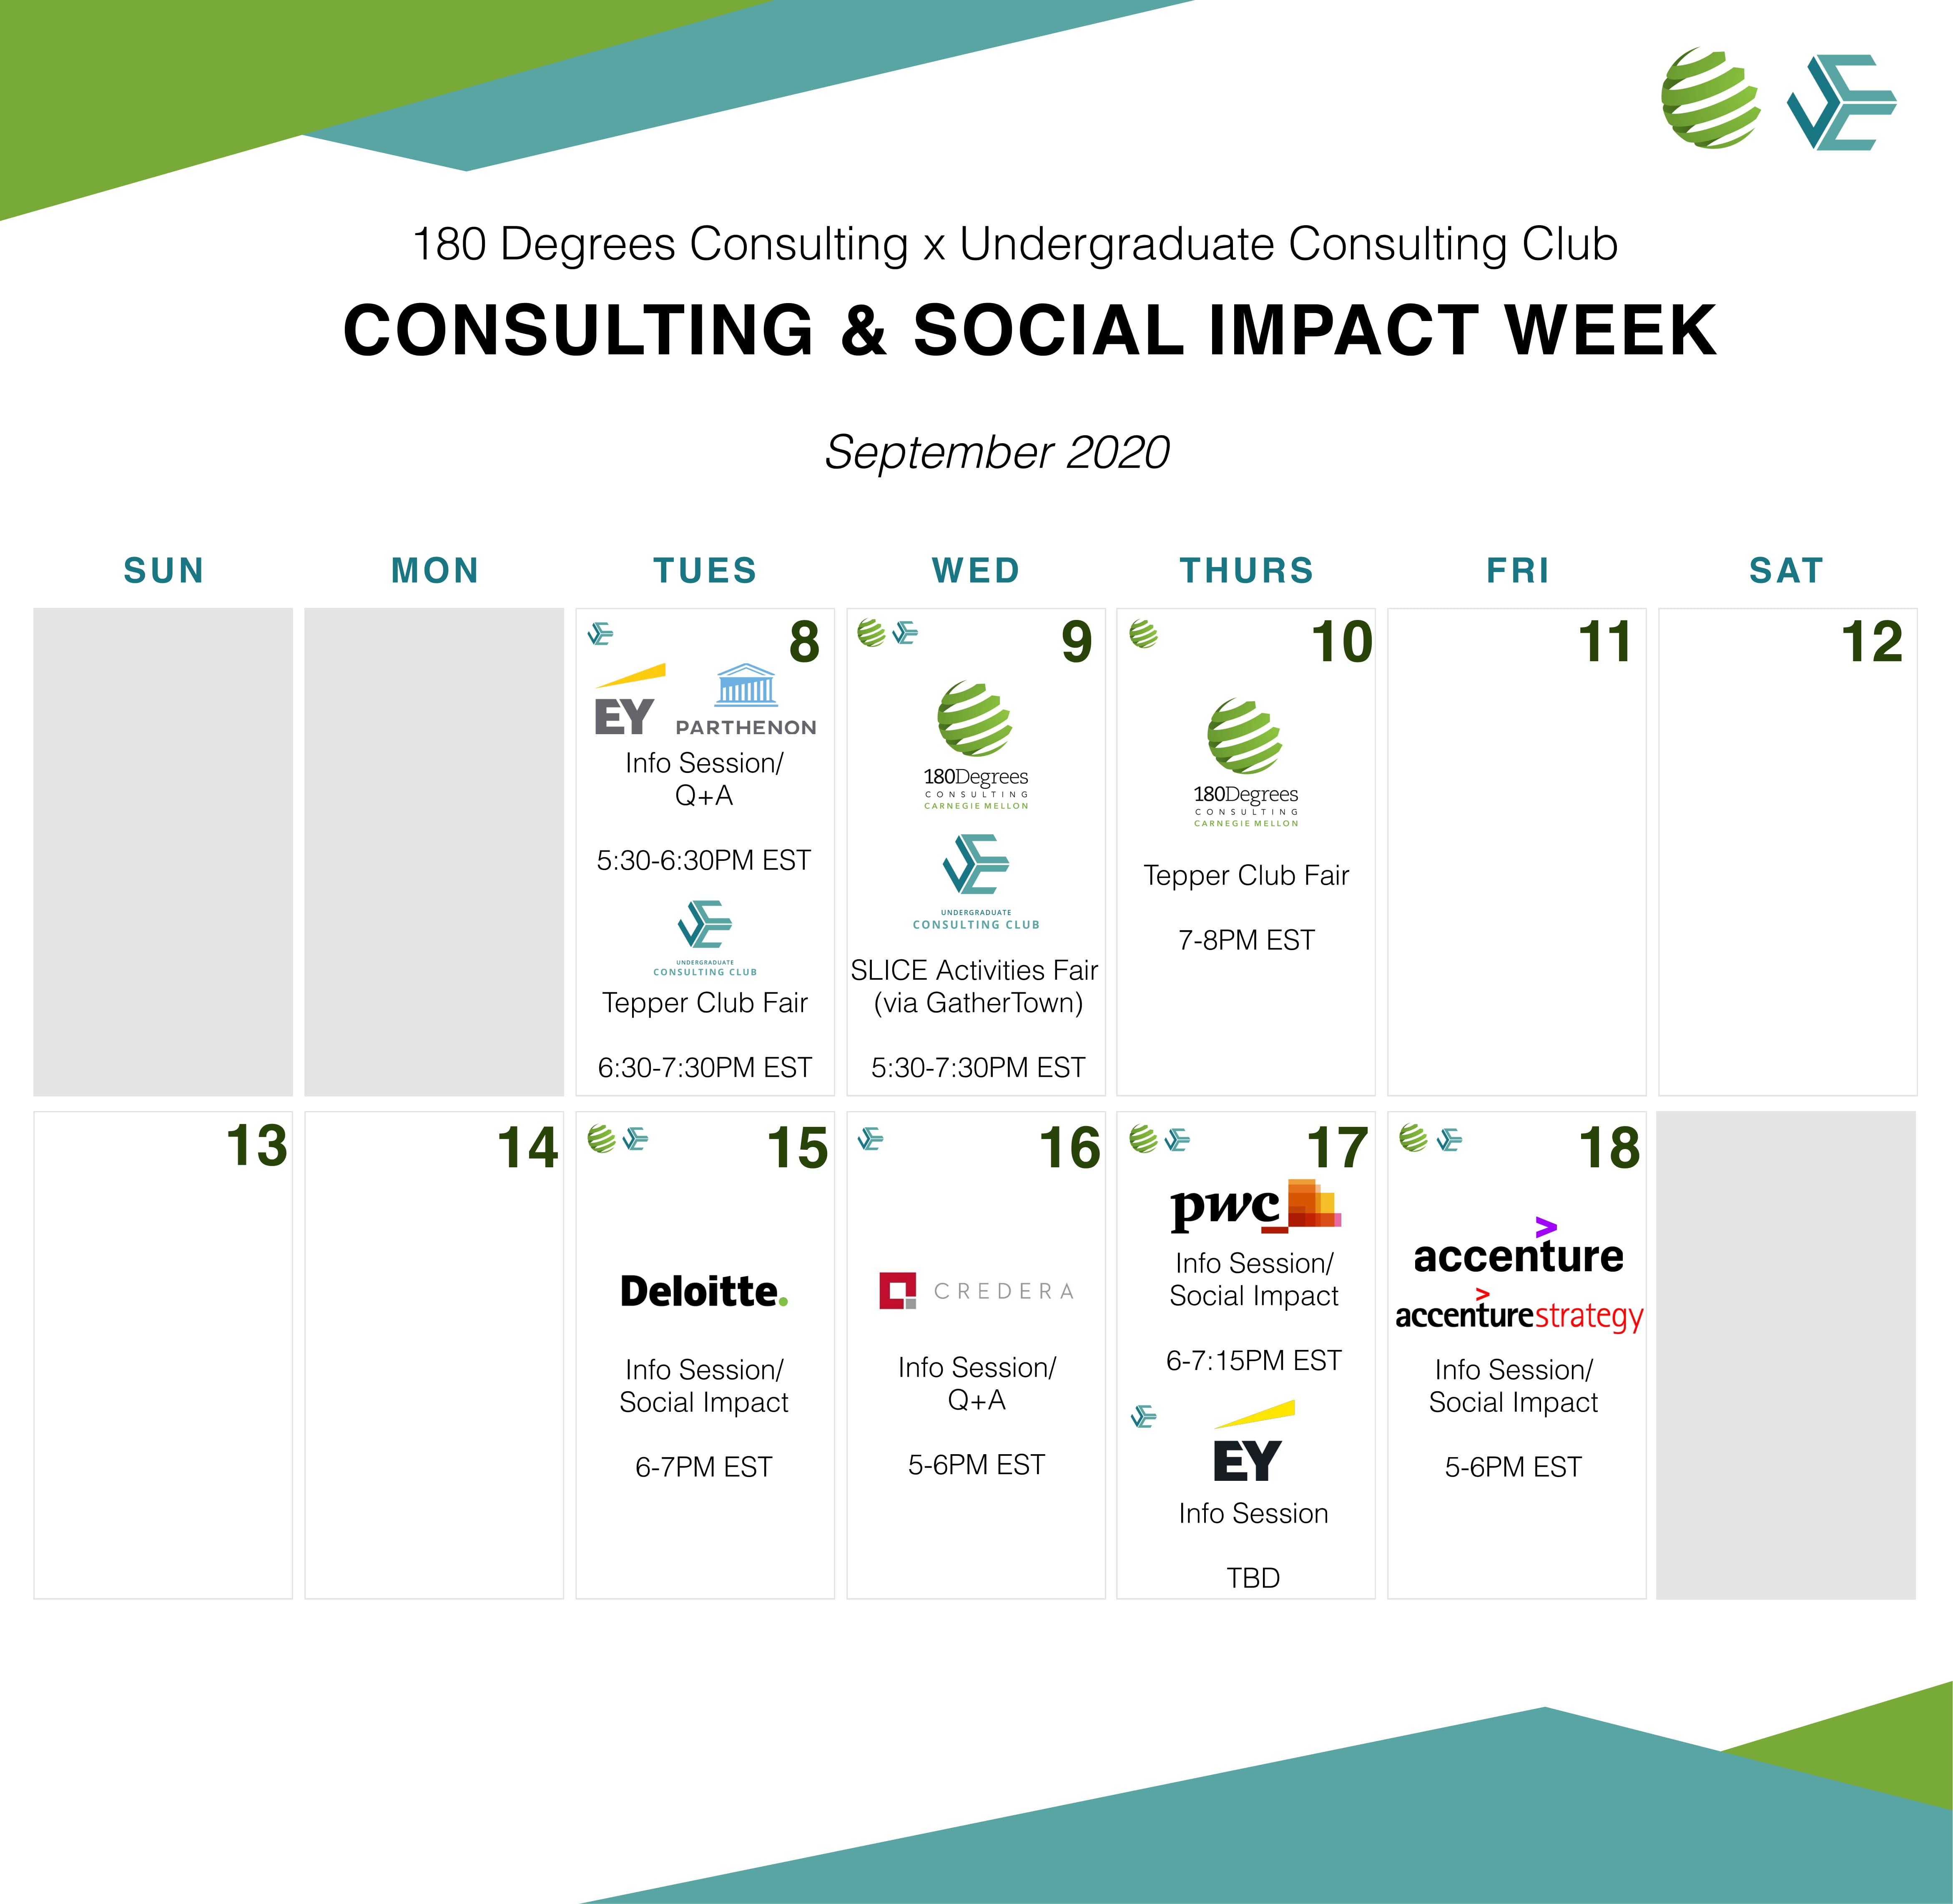 180 Degrees Consulting x Undergraduate Consulting Club
CONSULTING & SOCIAL IMPACT WEEK
September 2020
SUN MON TUES WED THURS FRI SAT
8
EY PARTHENON
Info Session/
Q+A
5:30-6:30PM EST
UNDERGRADUATE
CONSULTING CLUB
Tepper Club Fair
6:30-7:30PM EST
9
180Degrees
CONSULTING
CARNEGIE MELLON
UNDERGRADUATE
CONSULTING CLUB
SLICE Activities Fair
(via GatherTown)
5:30-7:30PM EST
10
180Degrees
CONSULTING
CARNEGIE MELLON
Tepper Club Fair
7-8PM EST
11
12
13
14
15
Deloitte.
Info Session/
Social Impact
6-7PM EST
16
CREDERA
Info Session/
Q+A
5-6PM EST
17
pwc
Info Session/
Social Impact
6-7:15PM EST
EY
Info Session
TBD
18
accenture
accenturestrategy
Info Session/
Social Impact
5-6PM EST